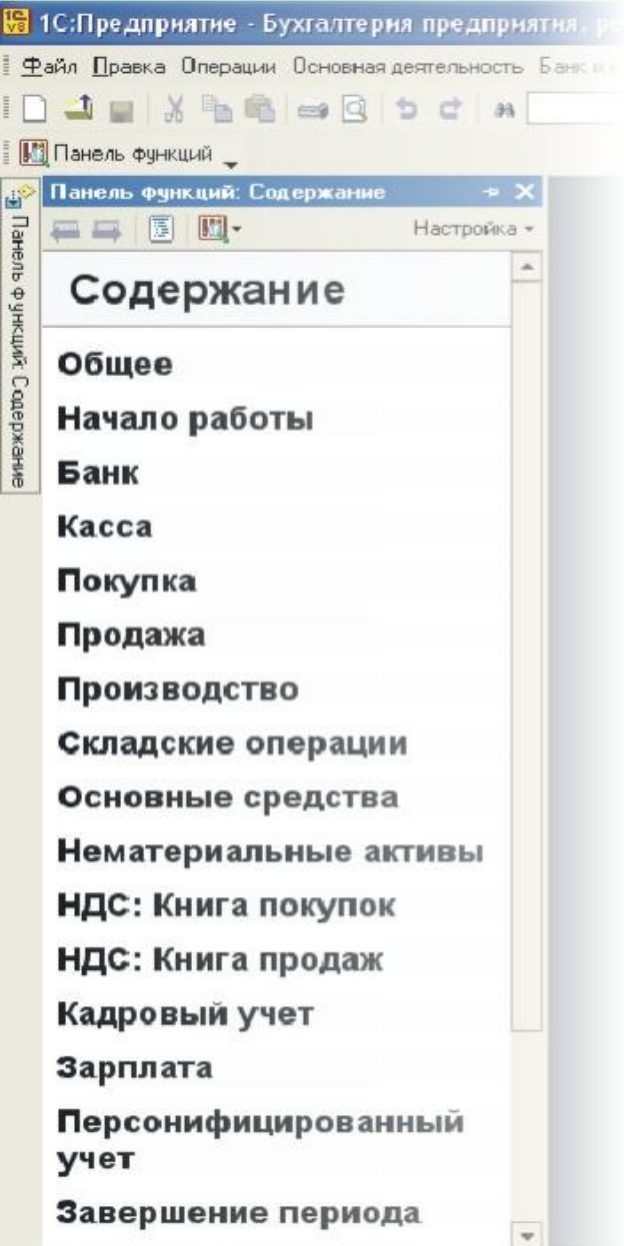 1С:Предприятие - Бухгалтерия предприятия, ре
Файл Правка Операции Основная деятельность Банк и
Панель функций
Панель функций: Содержание
Панель функций: Содержание
Настройка
Содержание
Общее
Начало работы
Банк
Касса
Покупка
Продажа
Производство
Складские операции
Основные средства
Нематериальные активы
НДС: Книга покупок
НДС: Книга продаж
Кадровый учет
Зарплата
Персонифицированный
учет
Завершение периода